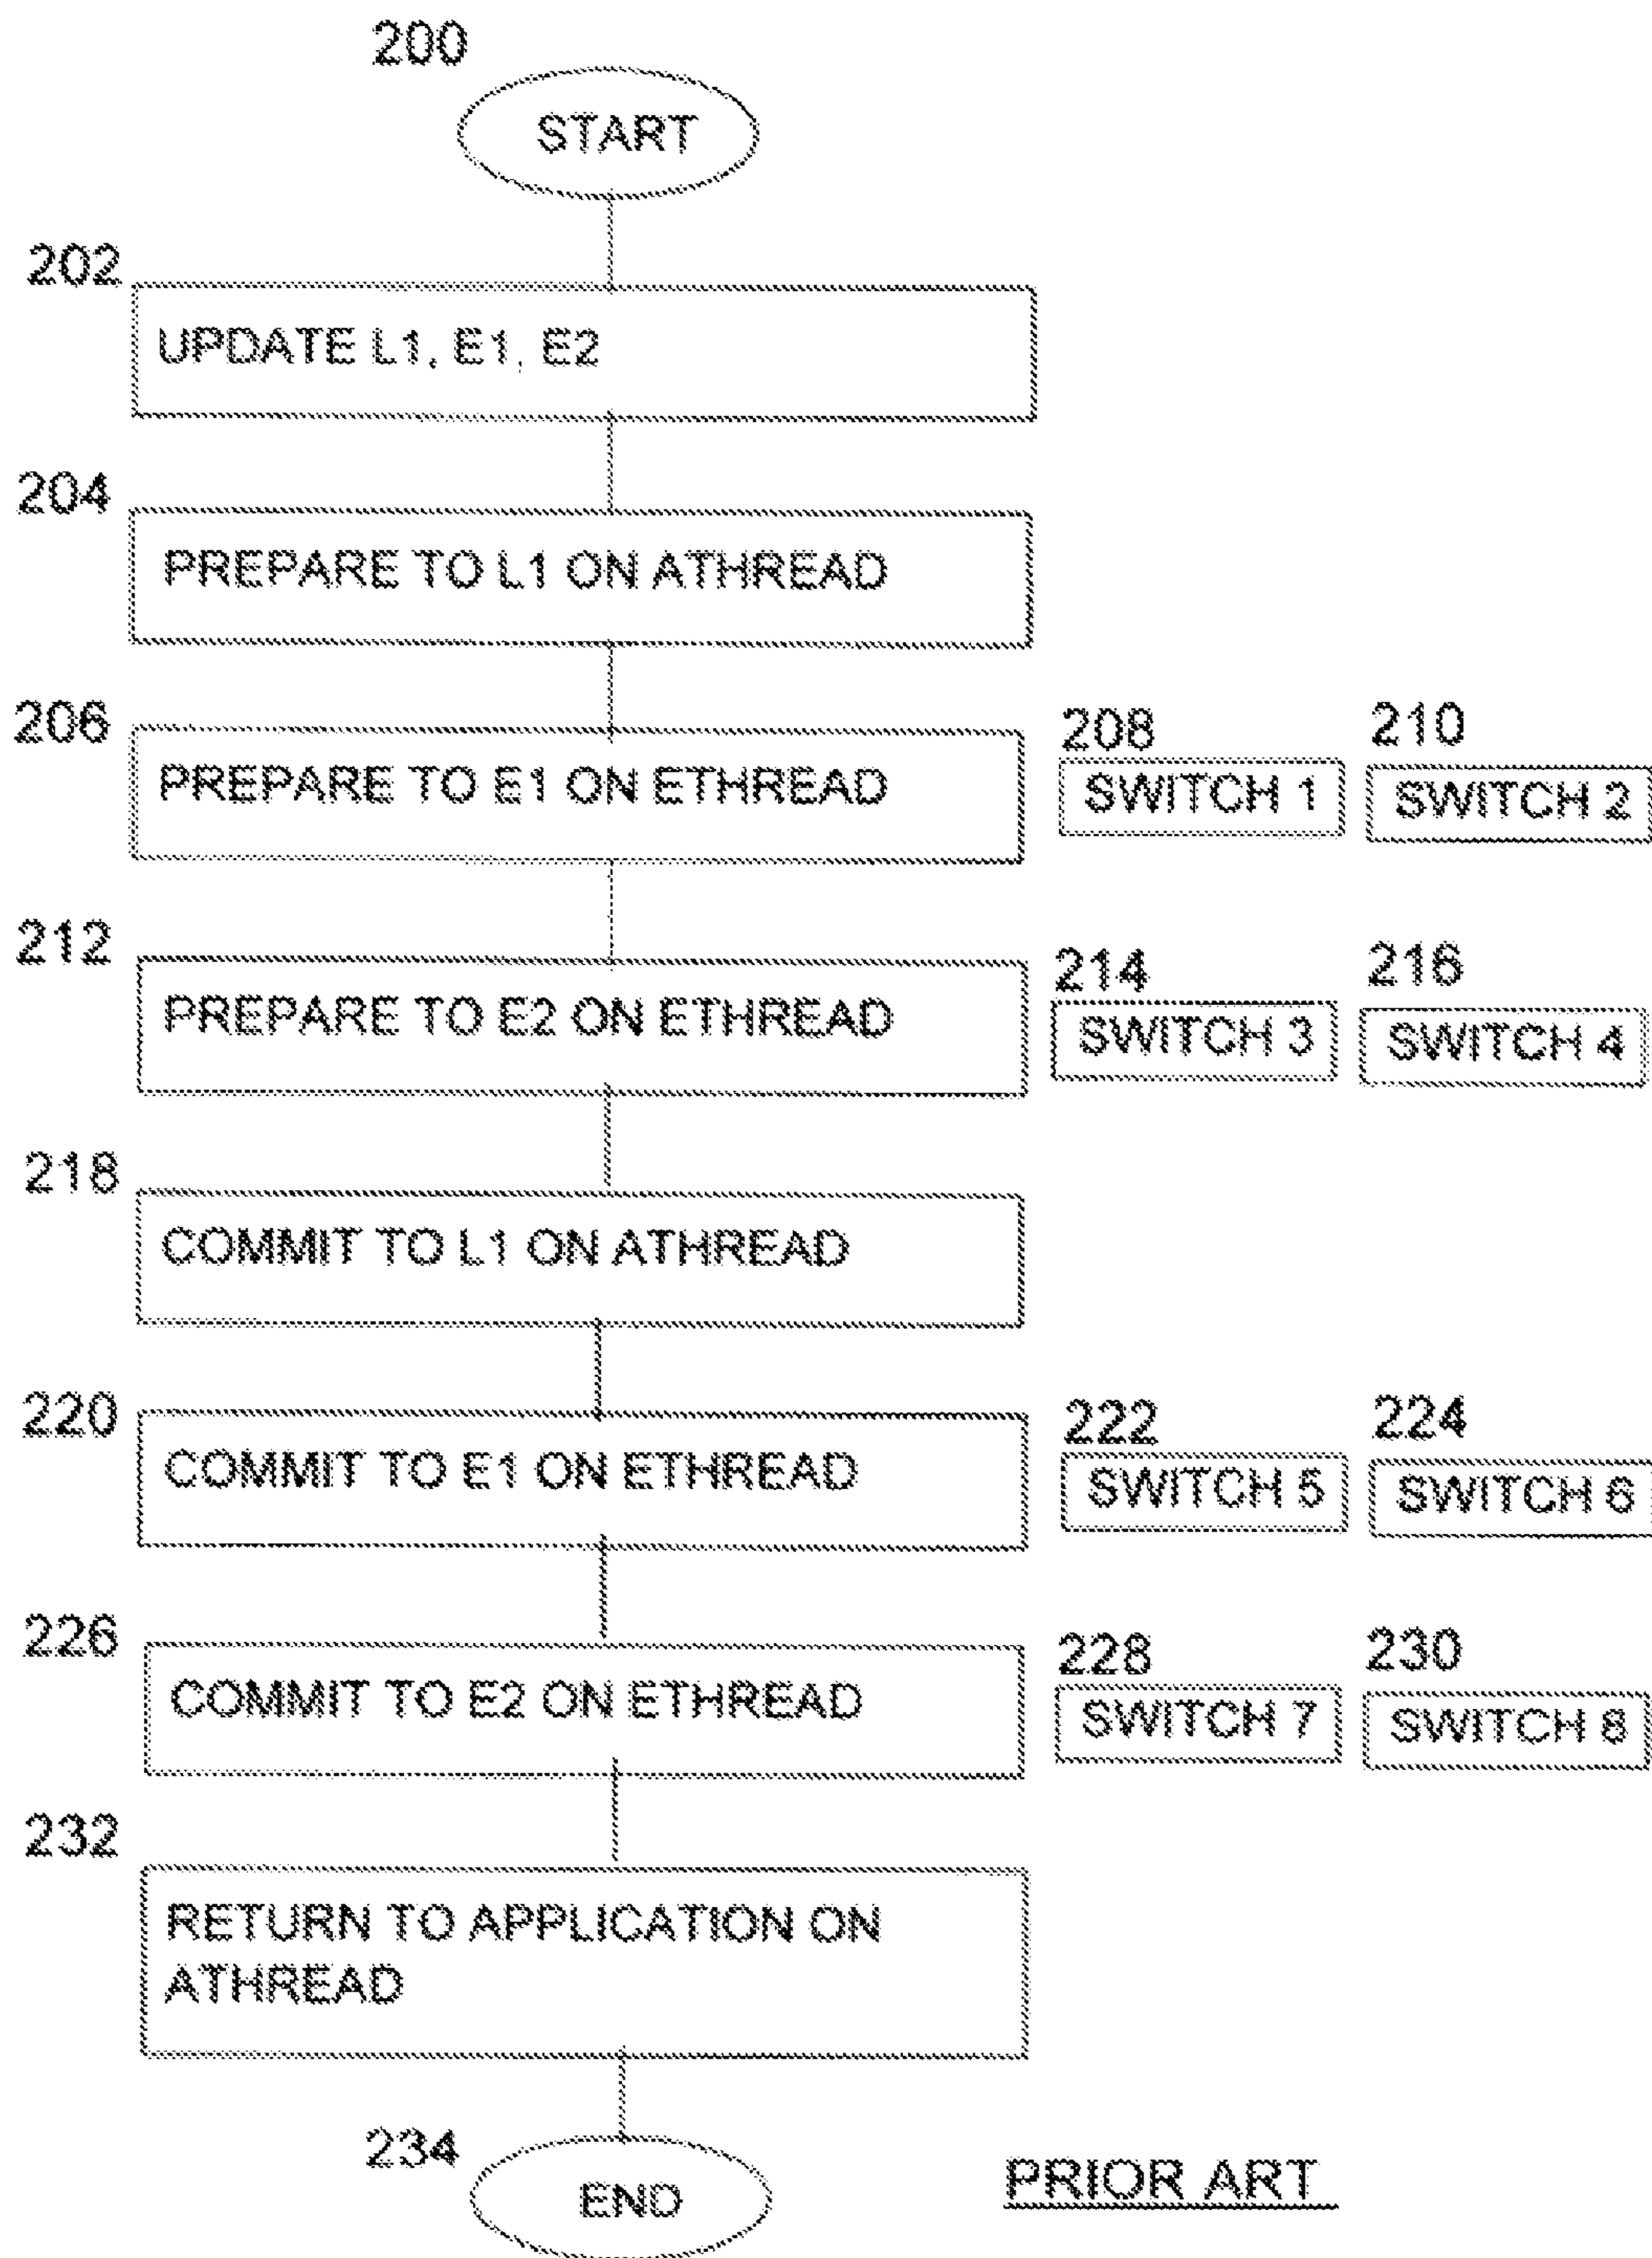 200
START
202
UPDATE L1, E1, E2
204
PREPARE TO L1 ON ATHREAD
206
PREPARE TO E1 ON ETHREAD
208
SWITCH 1
210
SWITCH 2
212
PREPARE TO E2 ON ETHREAD
214
SWITCH 3
216
SWITCH 4
218
COMMIT TO L1 ON ATHREAD
220
COMMIT TO E1 ON ETHREAD
222
SWITCH 5
224
SWITCH 6
226
COMMIT TO E2 ON ETHREAD
228
SWITCH 7
230
SWITCH 8
232
RETURN TO APPLICATION ON
ATHREAD
234
END
PRIOR ART